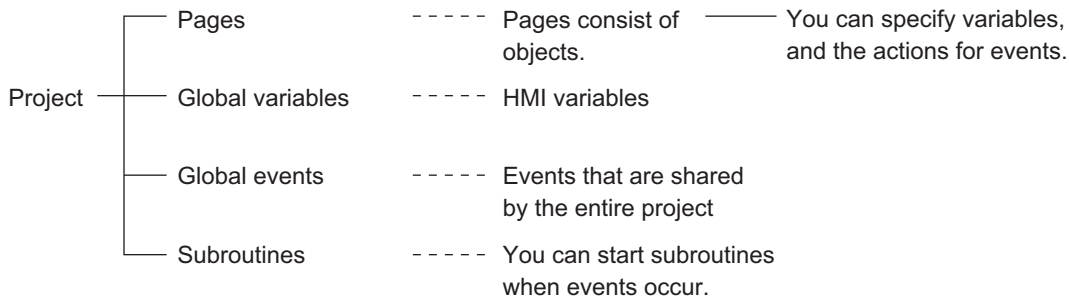 Pages
Pages consist of
objects.
You can specify variables,
and the actions for events.
Project
Global variables
HMI variables
Global events
Events that are shared
by the entire project
Subroutines
You can start subroutines
when events occur.